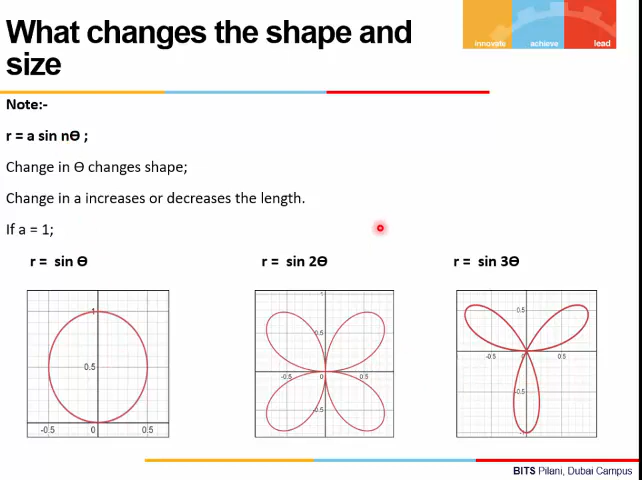 What changes the shape and
size
innovate achieve lead
Note:-
r = a sin nϴ ;
Change in ϴ changes shape;
Change in a increases or decreases the length.
If a = 1;
r = sin ϴ r = sin 2ϴ r = sin 3ϴ
1
0.5
-0.5 0 0.5
1
0.5
-0.5 0 0.5
-0.5
0.5
-0.5 0 0.5
-0.5
BITS Pilani, Dubai Campus